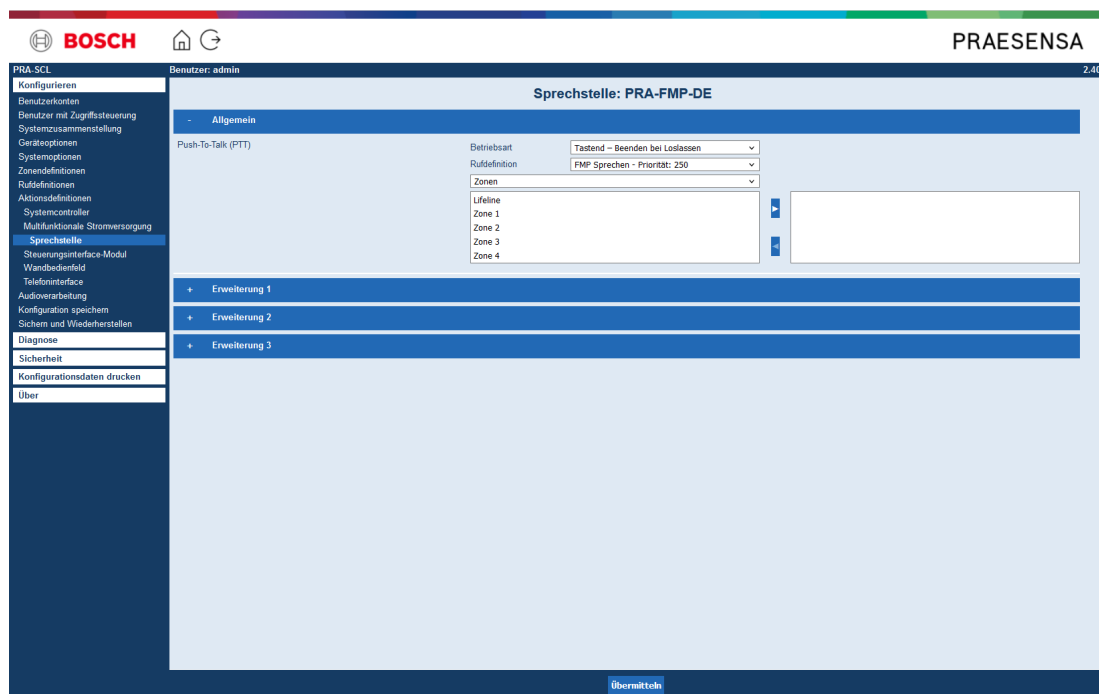 BOSCH
PRAESENSA
PRA-SCL
Benutzer: admin
2.40
Konfigurieren
Benutzerkonten
Benutzer mit Zugriffssteuerung
Systemzusammenstellung
Geräteoptionen
Systemoptionen
Zonendefinitionen
Rufdefinitionen
Aktionsdefinitionen
Systemcontroller
Multifunktionale Stromversorgung
Sprechstelle
Steuerungsinterface-Modul
Wandbedienfeld
Telefoninterface
Audioverarbeitung
Konfiguration speichern
Sichern und Wiederherstellen
Diagnose
Sicherheit
Konfigurationsdaten drucken
Über
Sprechstelle: PRA-FMP-DE
- Allgemein
Push-To-Talk (PTT)
Betriebsart Tastend – Beenden bei Loslassen
Rufdefinition FMP Sprechen - Priorität: 250
Zonen
Lifeline
Zone 1
Zone 2
Zone 3
Zone 4
+ Erweiterung 1
+ Erweiterung 2
+ Erweiterung 3
Übermitteln